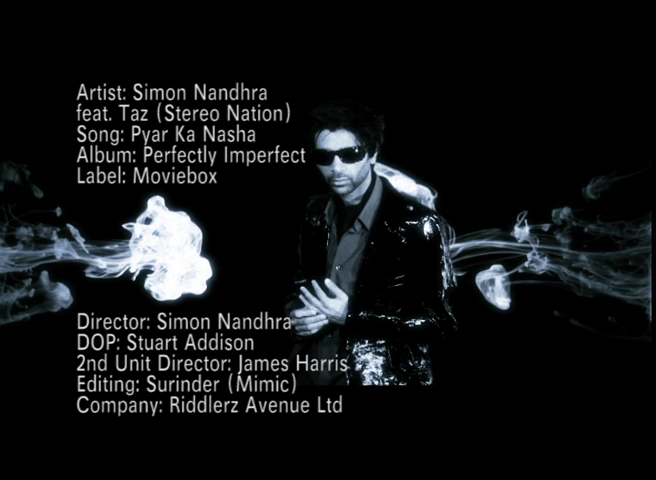 Artist: Simon Nandhra
feat. Taz (Stereo Nation)
Song: Pyar Ka Nasha
Album: Perfectly Imperfect
Label: Moviebox
Director: Simon Nandhra
DOP: Stuart Addison
2nd Unit Director: James Harris
Editing: Surinder (Mimic)
Company: Riddlerz Avenue Ltd